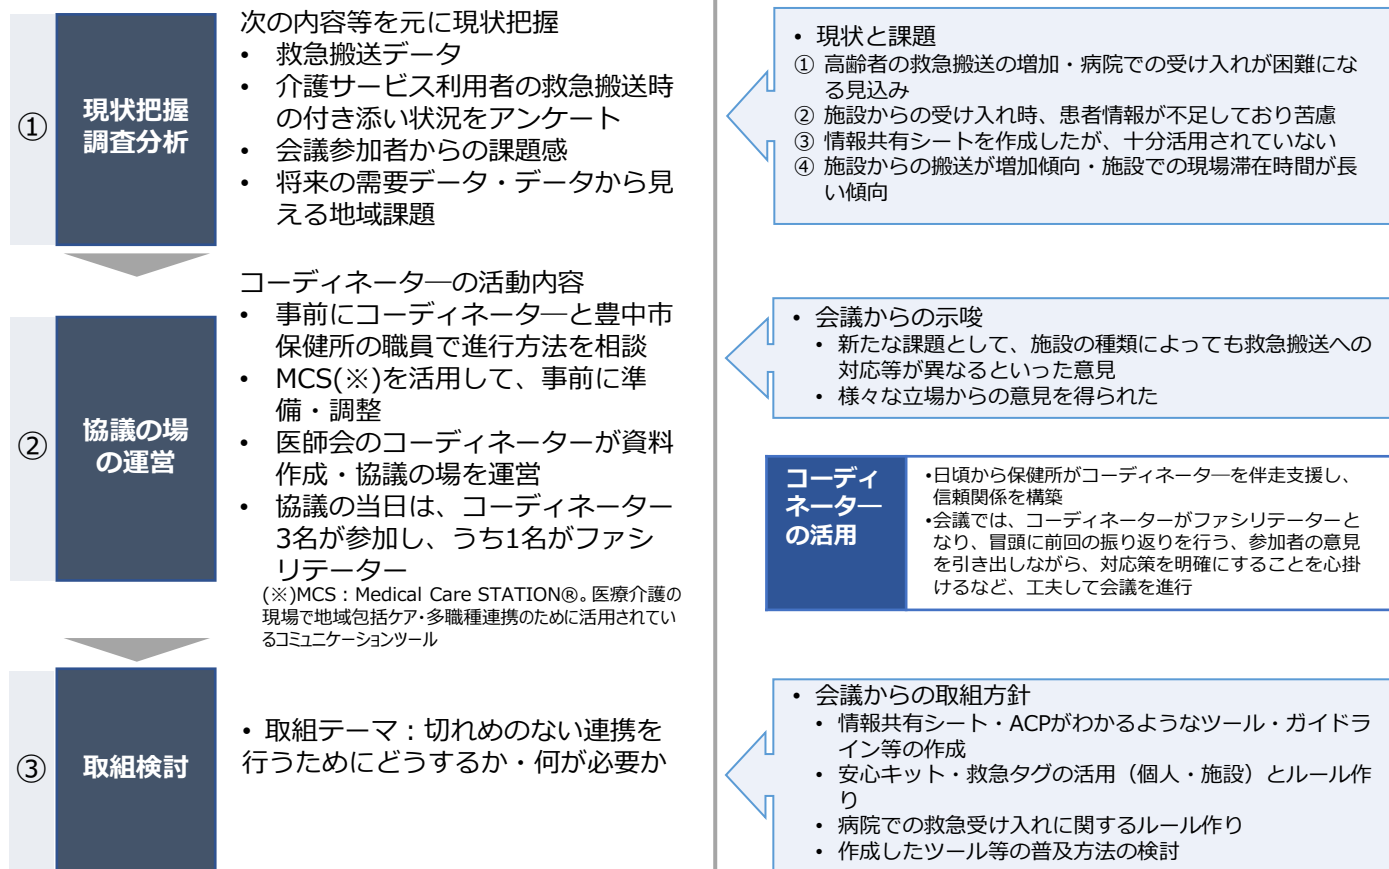 ①
現状把握
調査分析
次の内容等を元に現状把握
• 救急搬送データ
• 介護サービス利用者の救急搬送時
の付き添い状況をアンケート
• 会議参加者からの課題感
• 将来の需要データ・データから見
える地域課題
• 現状と課題
① 高齢者の救急搬送の増加・病院での受け入れが困難にな
る見込み
② 施設からの受け入れ時、患者情報が不足しており苦慮
③ 情報共有シートを作成したが、十分活用されていない
④ 施設からの搬送が増加傾向・施設での現場滞在時間が長
い傾向
②
協議の場
の運営
コーディネータ―の活動内容
• 事前にコーディネータ―と豊中市
保健所の職員で進行方法を相談
• MCS(※)を活用して、事前に準
備・調整
• 医師会のコーディネーターが資料
作成・協議の場を運営
• 協議の当日は、コーディネーター
3名が参加し、うち1名がファシ
リテーター
(※)MCS：Medical Care STATION®。医療介護の
現場で地域包括ケア・多職種連携のために活用されてい
るコミュニケーションツール
• 会議からの示唆
• 新たな課題として、施設の種類によっても救急搬送への
対応等が異なるといった意見
• 様々な立場からの意見を得られた
コーディ
ネータ―
の活用
•日頃から保健所がコーディネータ―を伴走支援し、
信頼関係を構築
•会議では、コーディネーターがファシリテーターと
なり、冒頭に前回の振り返りを行う、参加者の意見
を引き出しながら、対応策を明確にすることを心掛
けるなど、工夫して会議を進行
③
取組検討
• 取組テーマ：切れめのない連携を
行うためにどうするか・何が必要か
• 会議からの取組方針
• 情報共有シート・ACPがわかるようなツール・ガイドラ
イン等の作成
• 安心キット・救急タグの活用（個人・施設）とルール作
り
• 病院での救急受け入れに関するルール作り
• 作成したツール等の普及方法の検討